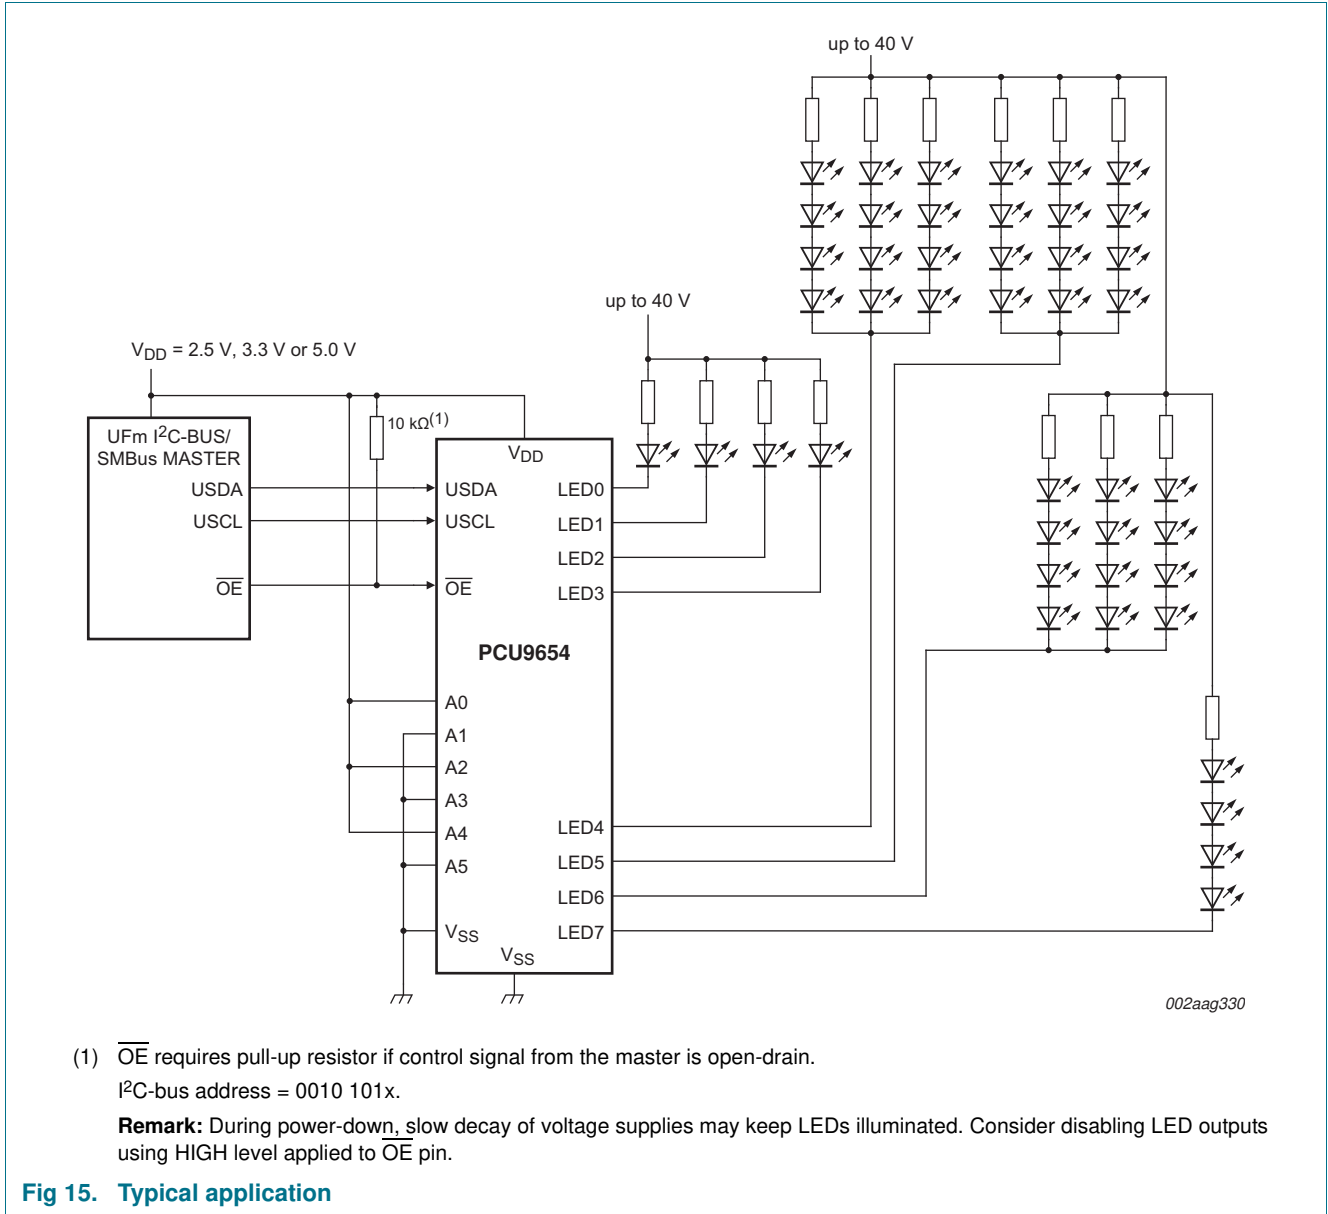 up to 40 V
up to 40 V
V_DD = 2.5 V, 3.3 V or 5.0 V
10 kΩ(1)
UFm I²C-BUS/
SMBus MASTER
USDA
USCL
OE
V_DD
USDA
USCL
OE
PCU9654
A0
A1
A2
A3
A4
A5
V_SS
V_SS
LED0
LED1
LED2
LED3
LED4
LED5
LED6
LED7
002aag330
(1) OE requires pull-up resistor if control signal from the master is open-drain.
I²C-bus address = 0010 101x.
Remark: During power-down, slow decay of voltage supplies may keep LEDs illuminated. Consider disabling LED outputs
using HIGH level applied to OE pin.
Fig 15. Typical application